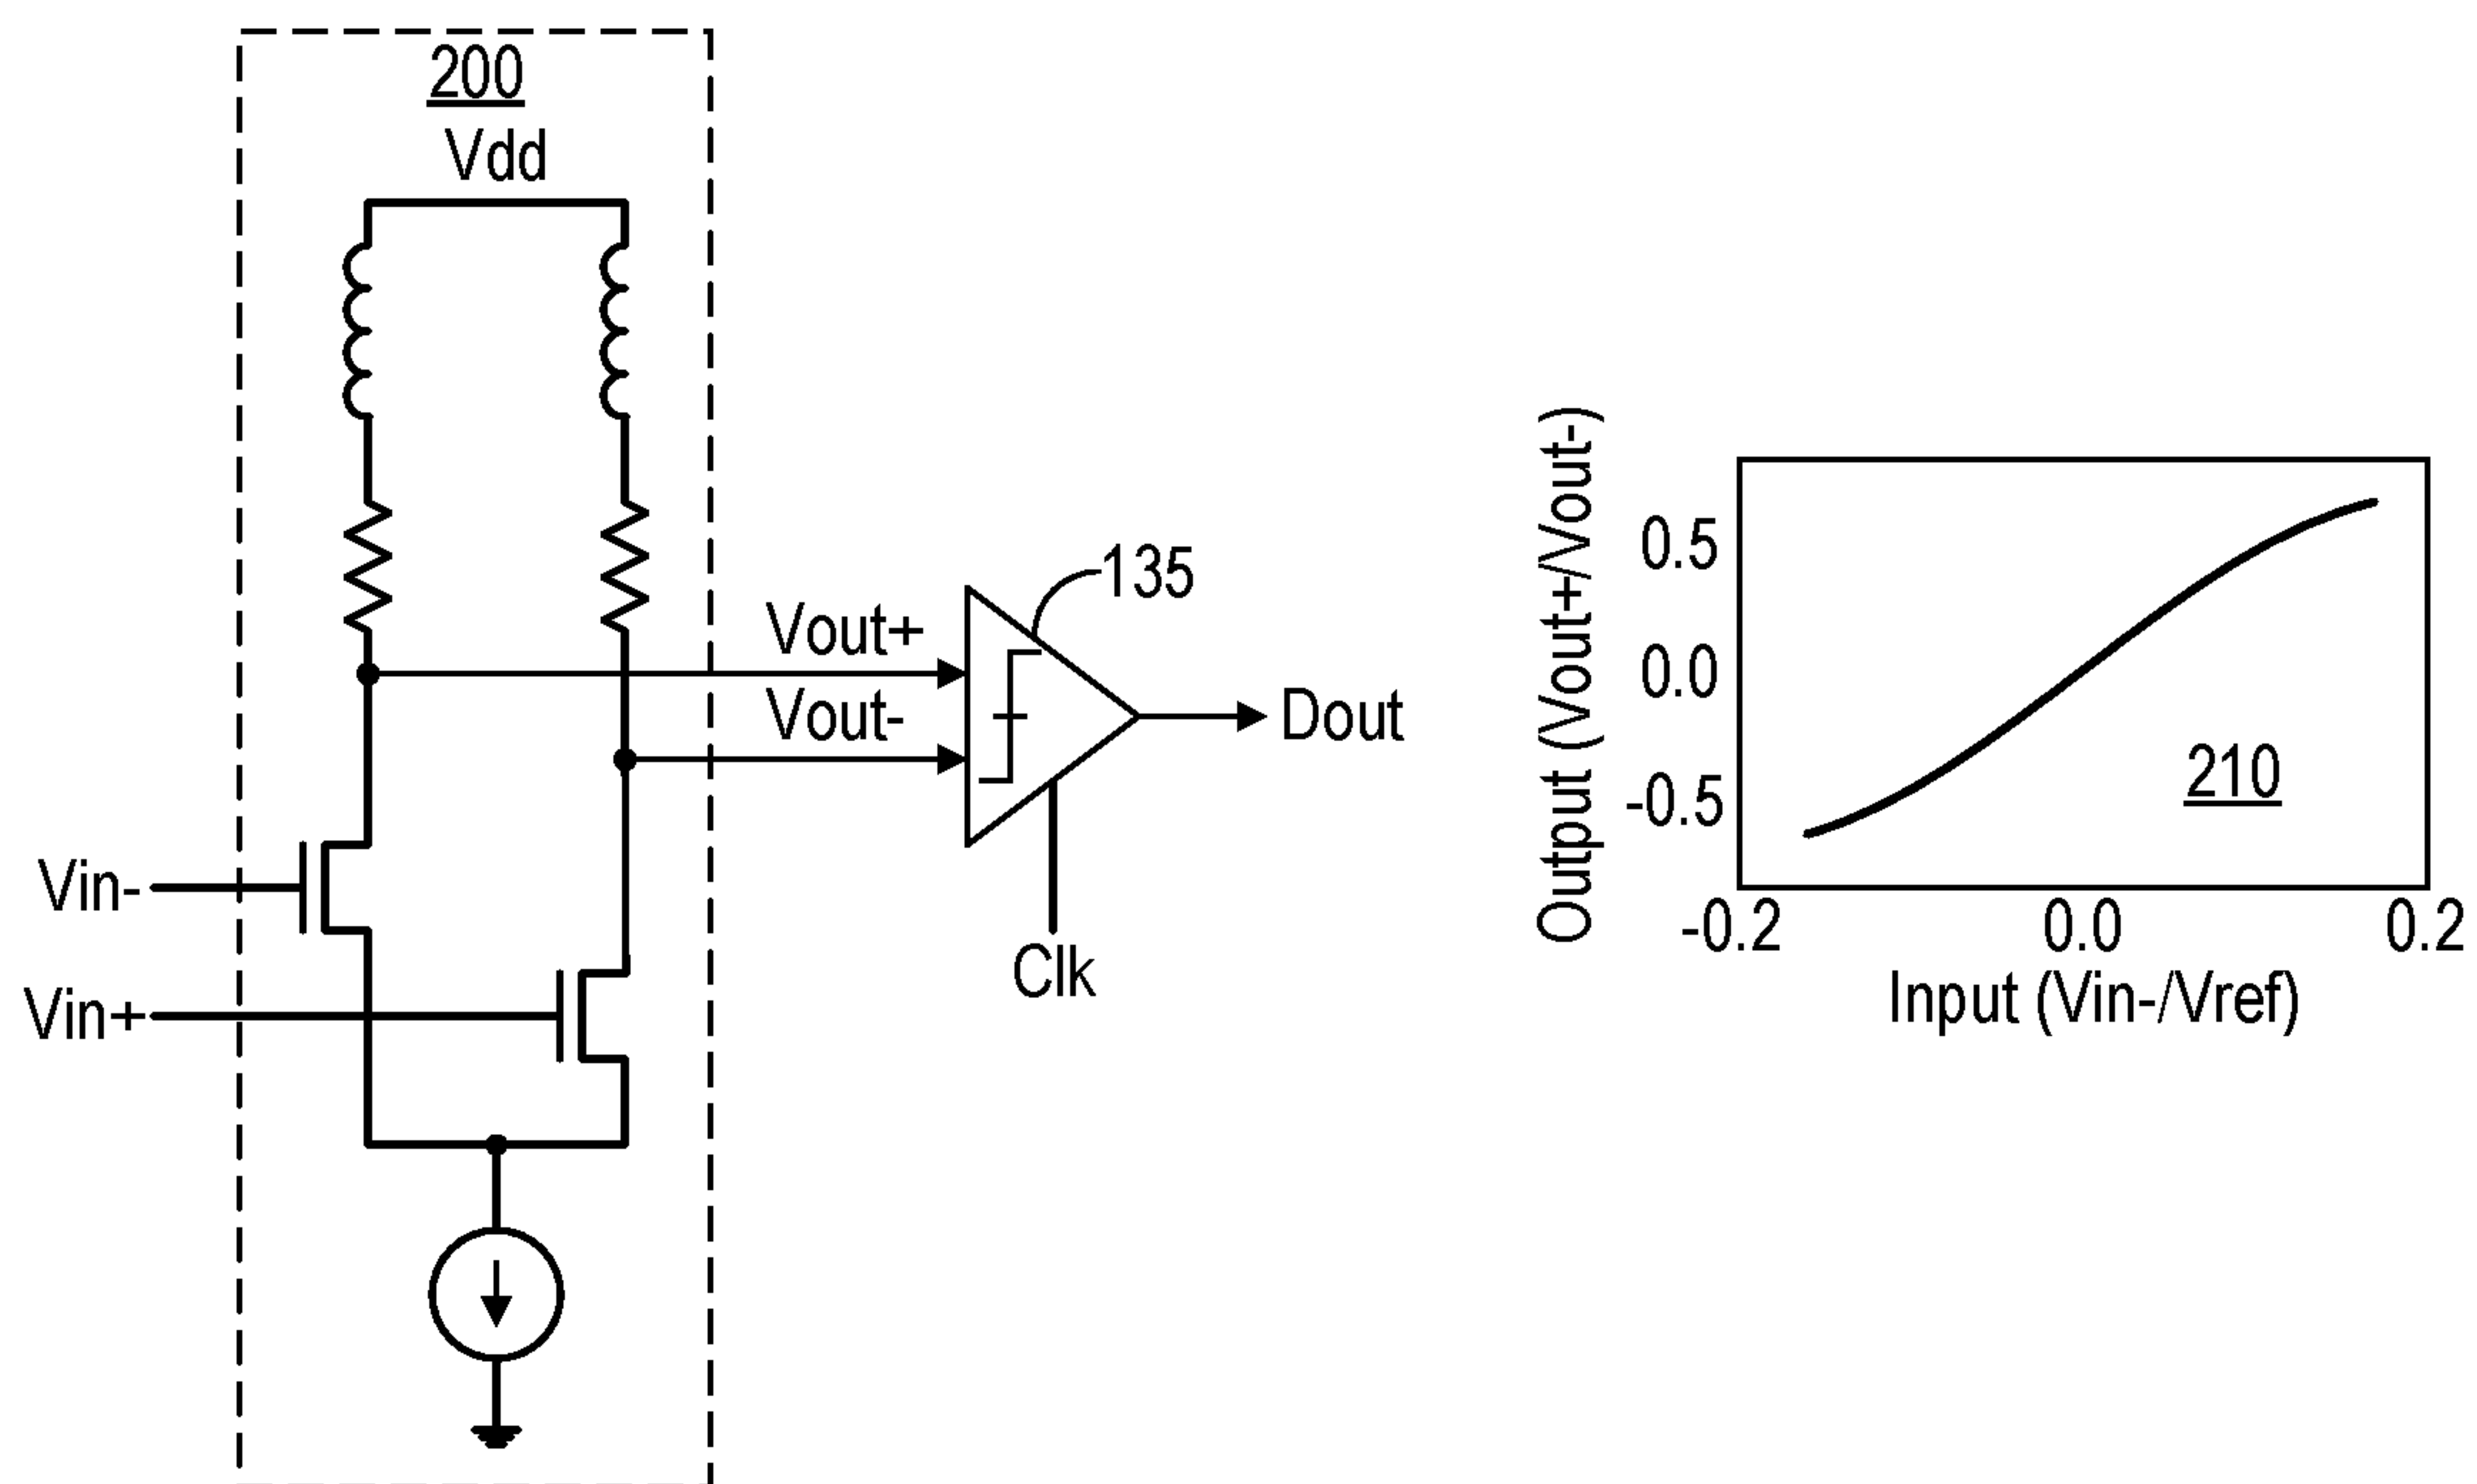 200
Vdd
Vout+
Vout-
135
Dout
Clk
Vin-
Vin+
Output (Vout+/Vout-)
0.5
0.0
-0.5
210
-0.2
0.0
0.2
Input (Vin-/Vref)